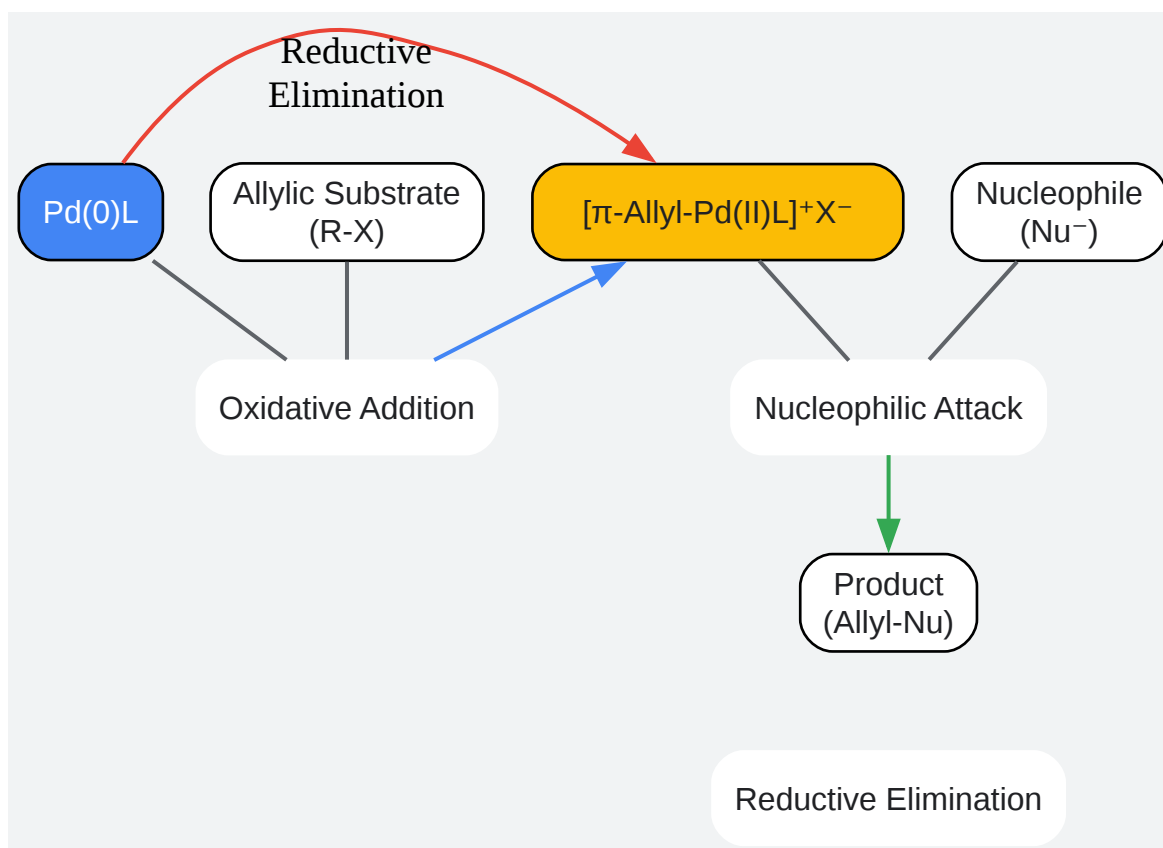 Reductive
Elimination
Pd(0)L
Allylic Substrate
(R-X)
[π-Allyl-Pd(II)L]⁺X⁻
Nucleophile
(Nu⁻)
Oxidative Addition
Nucleophilic Attack
Product
(Allyl-Nu)
Reductive Elimination